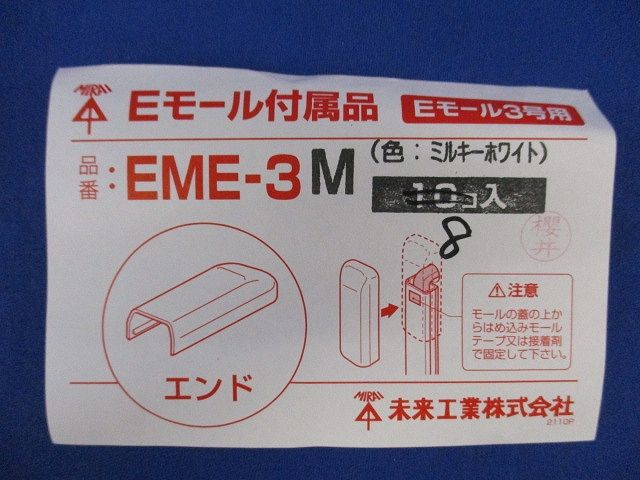 MIRAI
Eモール付属品 Eモール3号用
品番:EME-3M
(色:ミルキーホワイト)
10コ入
8
櫻井
エンド
⚠注意
モールの蓋の上か
らはめ込みモール
テープ又は接着剤
で固定して下さい。
MIRAI 未来工業株式会社
2110P